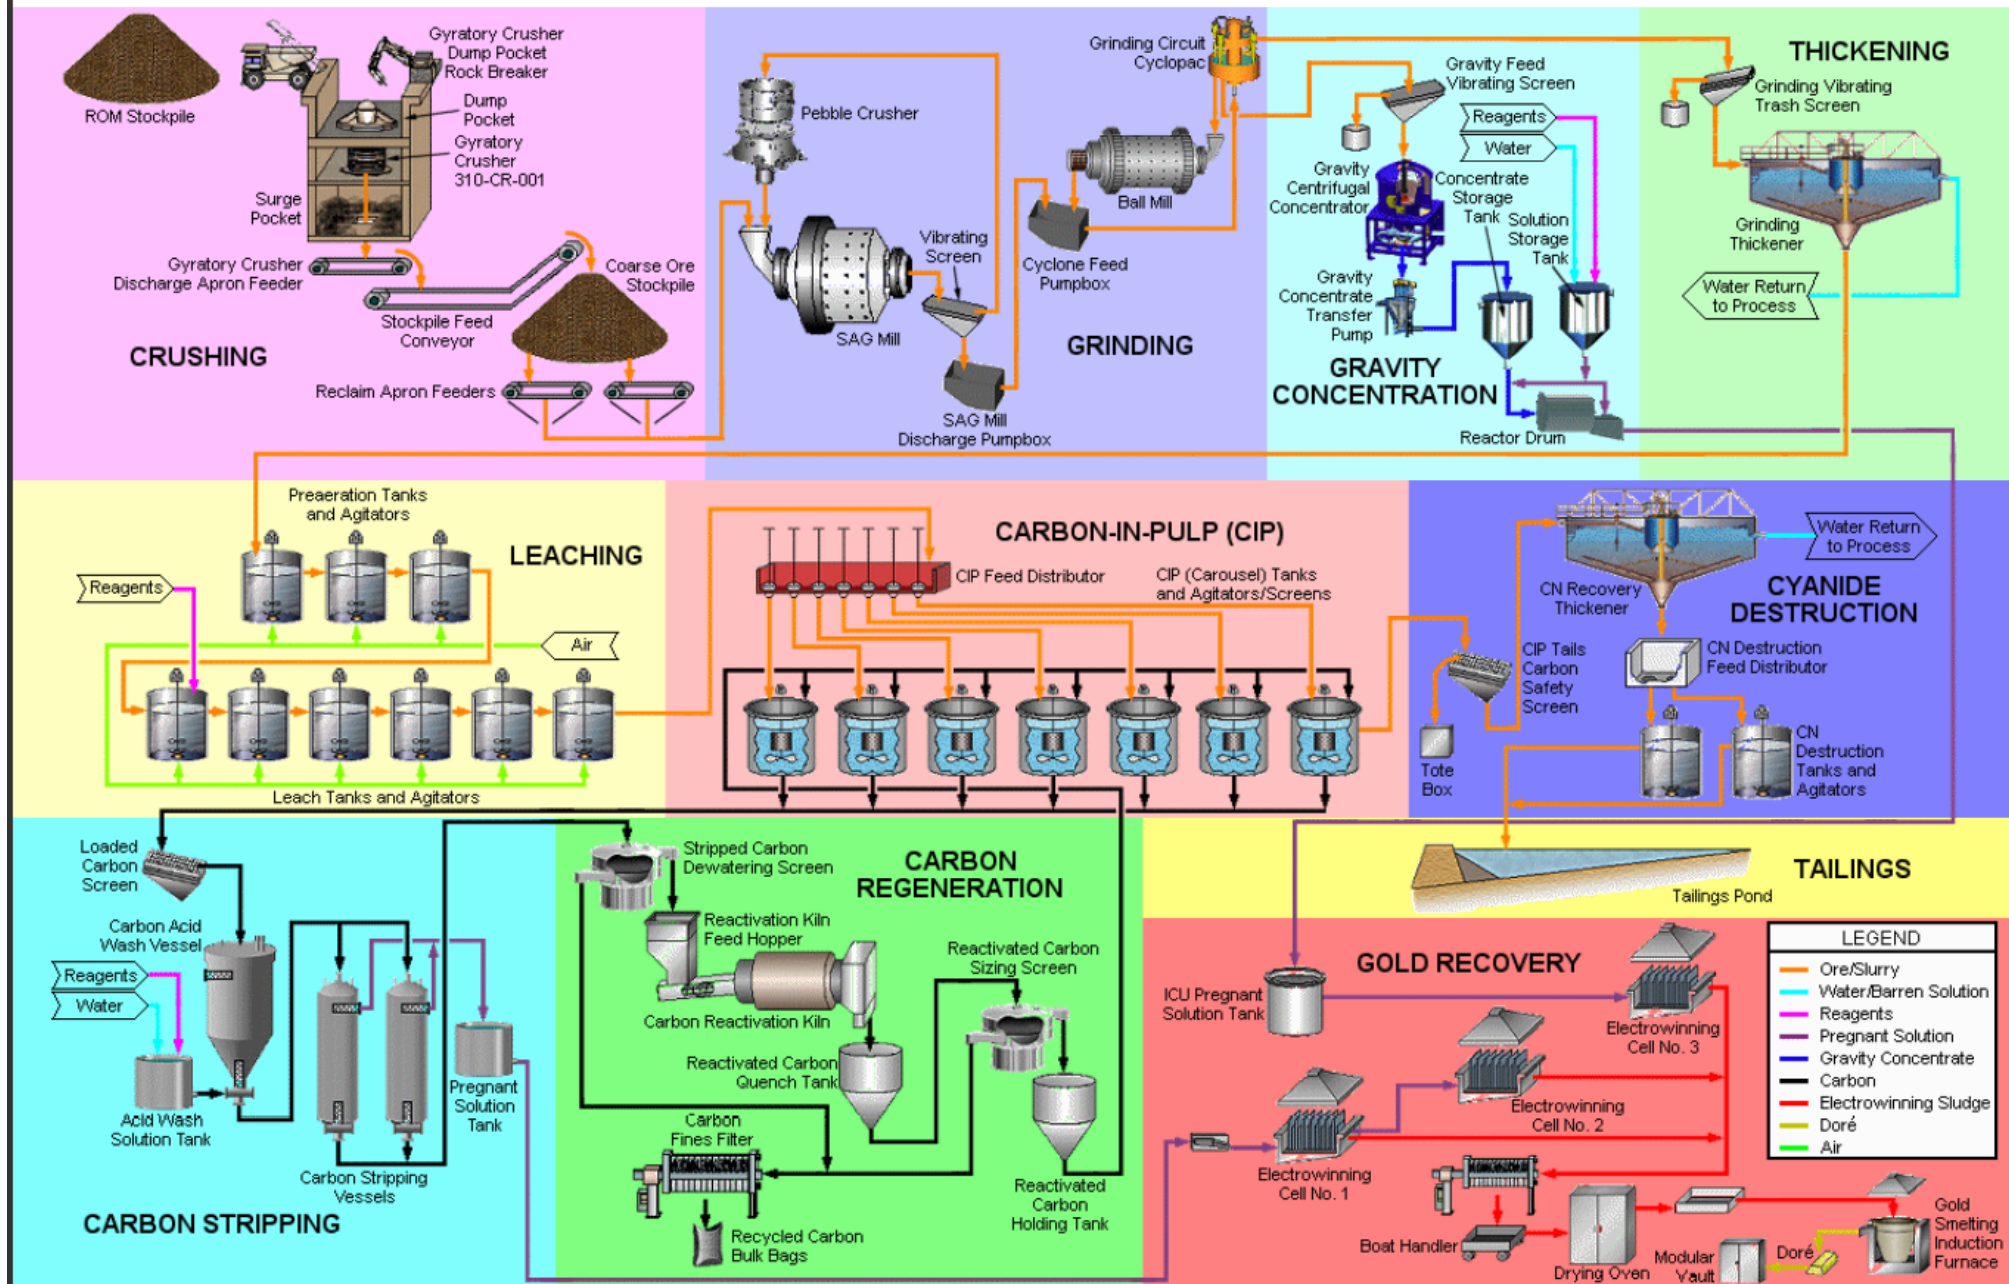 ROM Stockpile
Gyratory Crusher
Dump Pocket
Rock Breaker
Dump
Pocket
Gyratory
Crusher
310-CR-001
Surge
Pocket
Gyratory Crusher
Discharge Apron Feeder
Stockpile Feed
Conveyor
Coarse Ore
Stockpile
Reclaim Apron Feeders
CRUSHING
Pebble Crusher
SAG Mill
Vibrating
Screen
SAG Mill
Discharge Pumpbox
Cyclone Feed
Pumpbox
Ball Mill
Grinding Circuit
Cyclopac
GRINDING
Gravity Feed
Vibrating Screen
Reagents
Water
Gravity
Centrifugal
Concentrator
Concentrate
Storage
Tank
Solution
Storage
Tank
Gravity
Concentrate
Transfer
Pump
GRAVITY
CONCENTRATION
Reactor Drum
THICKENING
Grinding Vibrating
Trash Screen
Grinding
Thickener
Water Return
to Process
Preaeration Tanks
and Agitators
LEACHING
Reagents
Air
Leach Tanks and Agitators
CARBON-IN-PULP (CIP)
CIP Feed Distributor
CIP (Carousel) Tanks
and Agitators/Screens
Water Return
to Process
CN Recovery
Thickener
CYANIDE
DESTRUCTION
CIP Tails
Carbon
Safety
Screen
CN Destruction
Feed Distributor
Tote
Box
CN
Destruction
Tanks and
Agitators
Loaded
Carbon
Screen
Carbon Acid
Wash Vessel
Reagents
Water
Acid Wash
Solution Tank
Carbon Stripping
Vessels
Pregnant
Solution
Tank
CARBON STRIPPING
Stripped Carbon
Dewatering Screen
CARBON
REGENERATION
Reactivation Kiln
Feed Hopper
Carbon Reactivation Kiln
Reactivated Carbon
Sizing Screen
Reactivated Carbon
Quench Tank
Carbon
Fines Filter
Recycled Carbon
Bulk Bags
Reactivated
Carbon
Holding Tank
TAILINGS
Tailings Pond
GOLD RECOVERY
ICU Pregnant
Solution Tank
Electrowinning
Cell No. 3
Electrowinning
Cell No. 2
Electrowinning
Cell No. 1
Boat Handler
Drying Oven
Modular
Vault
Doré
Gold
Smelting
Induction
Furnace
LEGEND
Ore/Slurry
Water/Barren Solution
Reagents
Pregnant Solution
Gravity Concentrate
Carbon
Electrowinning Sludge
Doré
Air